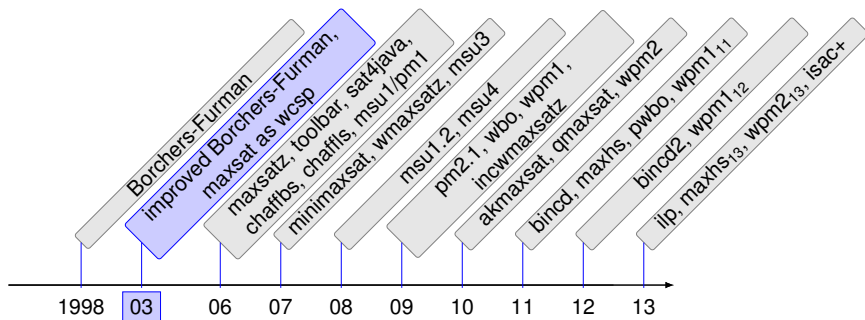 Borchers-Furman
improved Borchers-Furman,
maxsat as wcsp
maxsatz, toolbar, sat4java,
chaffbs, chaffls, msu1/pm1
minimaxsat, wmaxsatz, msu3
msu1.2, msu4
pm2.1, wbo, wpm1,
incwmaxsatz
akmaxsat, qmaxsat, wpm2
bincd, maxhs, pwbo, wpm1₁₁
bincd2, wpm1₁₂
ilp, maxhs₁₃, wpm2₁₃, isac+
1998 03 06 07 08 09 10 11 12 13